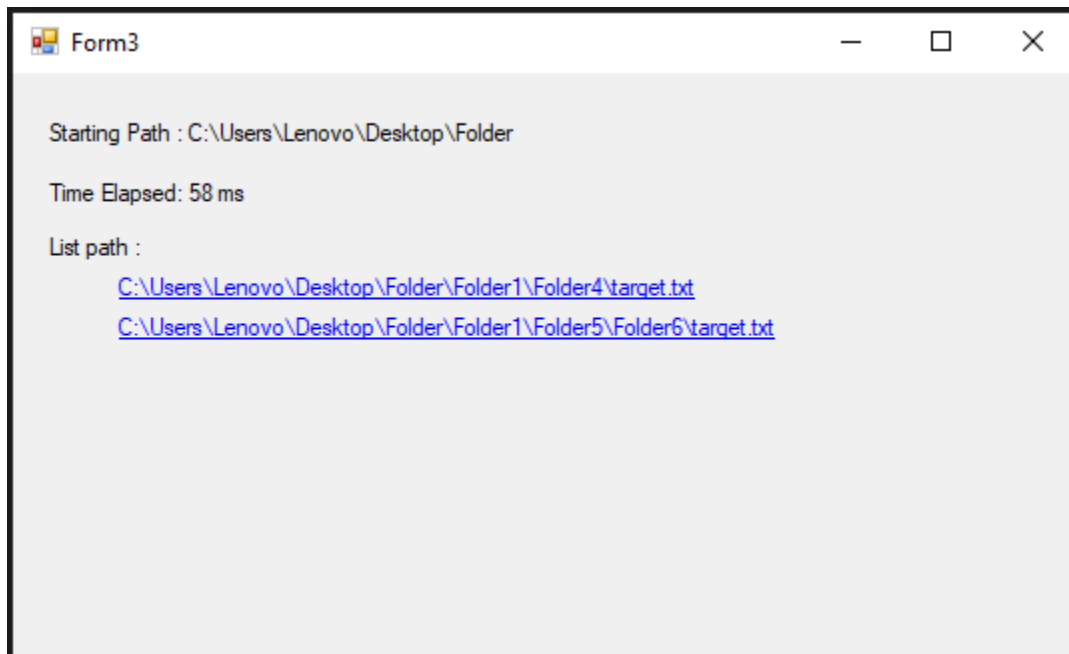 Form3
Starting Path : C:\Users\Lenovo\Desktop\Folder
Time Elapsed: 58 ms
List path :
C:\Users\Lenovo\Desktop\Folder\Folder1\Folder4\target.txt
C:\Users\Lenovo\Desktop\Folder\Folder1\Folder5\Folder6\target.txt